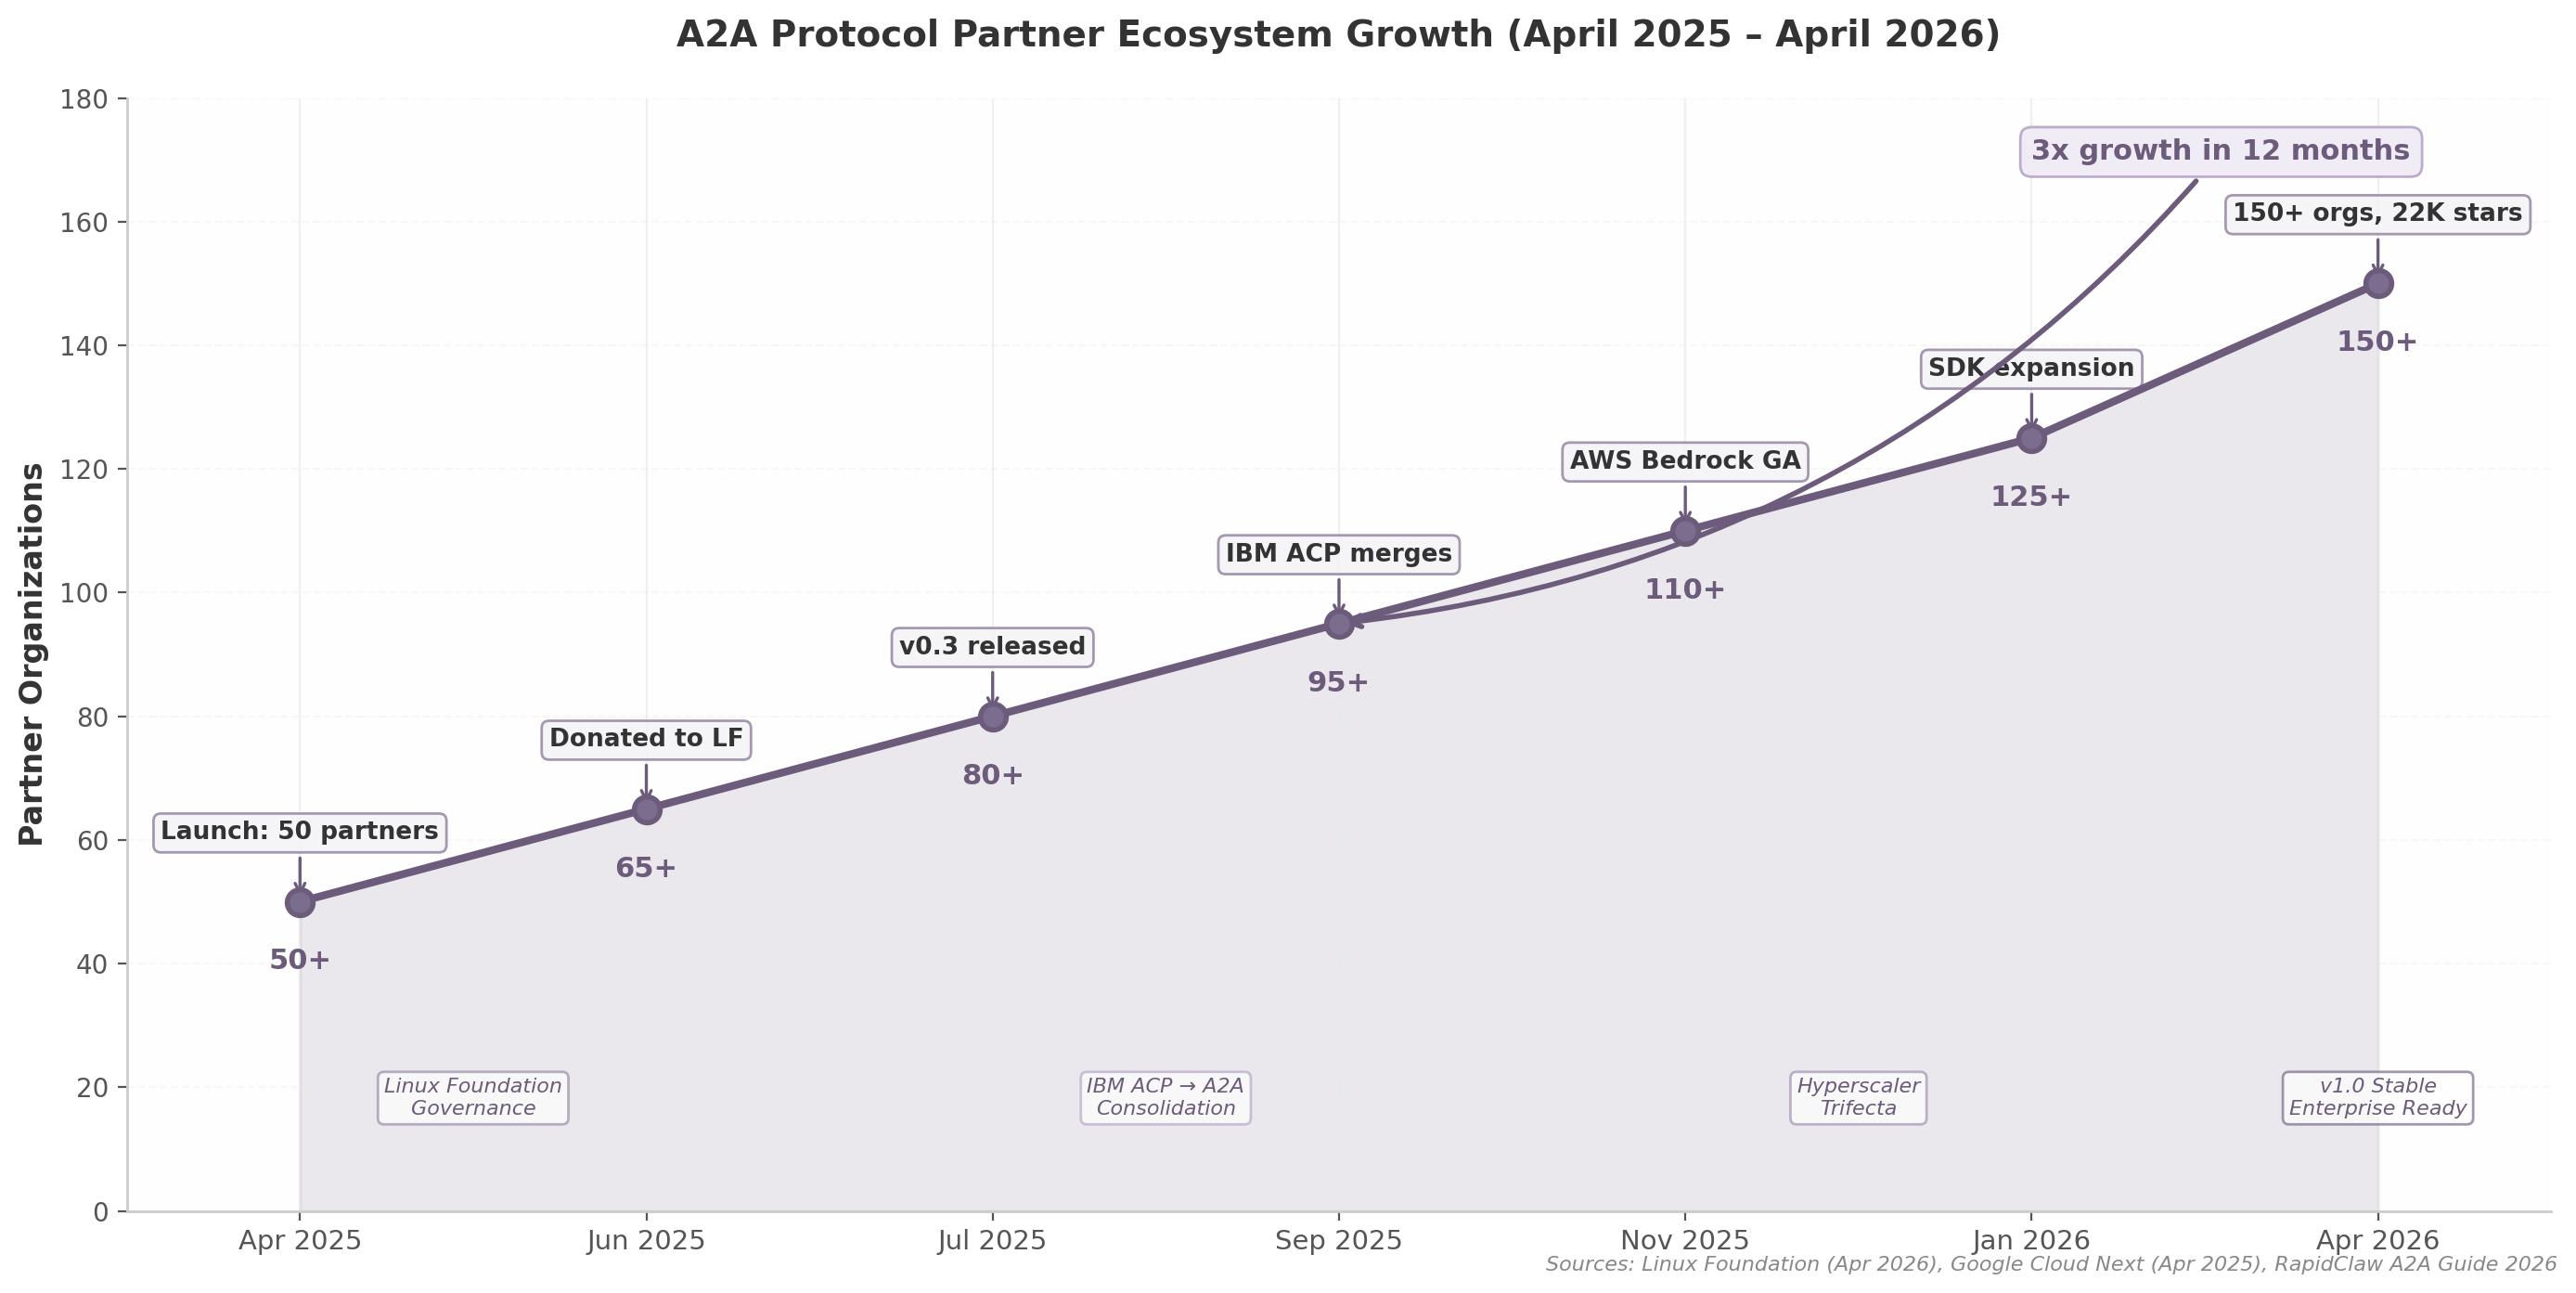 A2A Protocol Partner Ecosystem Growth (April 2025 – April 2026)
Partner Organizations
180
160
140
120
100
80
60
40
20
0
3x growth in 12 months
150+ orgs, 22K stars
150+
SDK expansion
125+
AWS Bedrock GA
110+
IBM ACP merges
95+
v0.3 released
80+
Donated to LF
65+
Launch: 50 partners
50+
Linux Foundation
Governance
IBM ACP → A2A
Consolidation
Hyperscaler
Trifecta
v1.0 Stable
Enterprise Ready
Apr 2025
Jun 2025
Jul 2025
Sep 2025
Nov 2025
Jan 2026
Apr 2026
Sources: Linux Foundation (Apr 2026), Google Cloud Next (Apr 2025), RapidClaw A2A Guide 2026